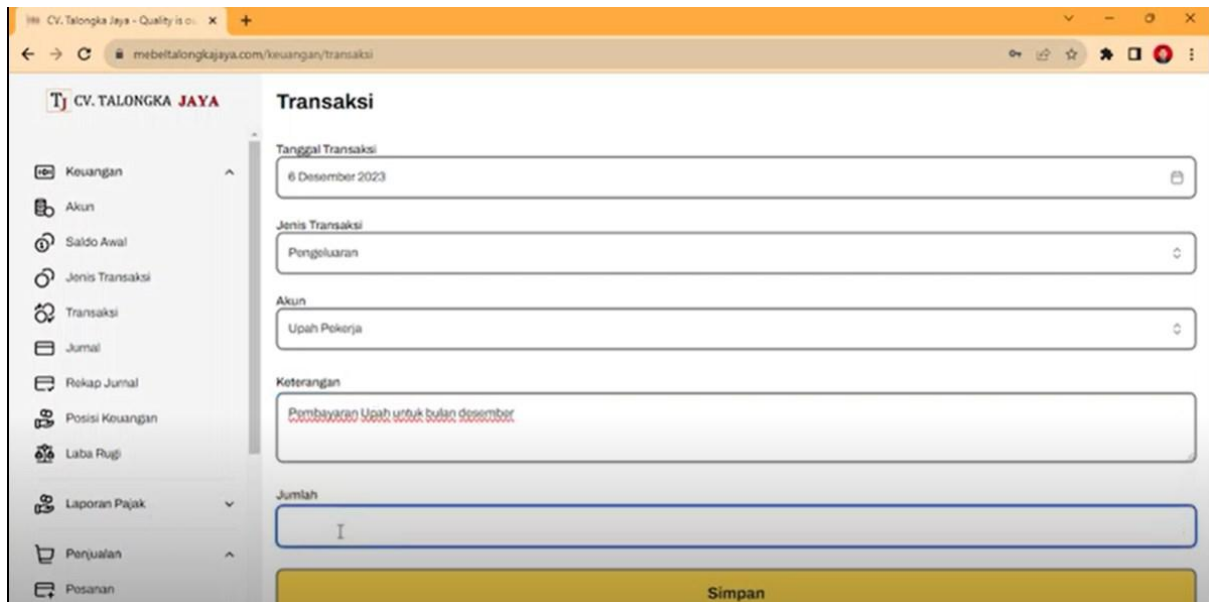 CV. Talongka Jaya - Quality is o
mebeltalongkajaya.com/keuangan/transaksi
TJ CV. TALONGKA JAYA
Keuangan
Akun
Saldo Awal
Jenis Transaksi
Transaksi
Jurnal
Rekap Jurnal
Posisi Keuangan
Laba Rugi
Laporan Pajak
Penjualan
Pesanan
Transaksi
Tanggal Transaksi
6 Desember 2023
Jenis Transaksi
Pengeluaran
Akun
Upah Pekerja
Keterangan
Pembayaran Upah untuk bulan desember
Jumlah
Simpan